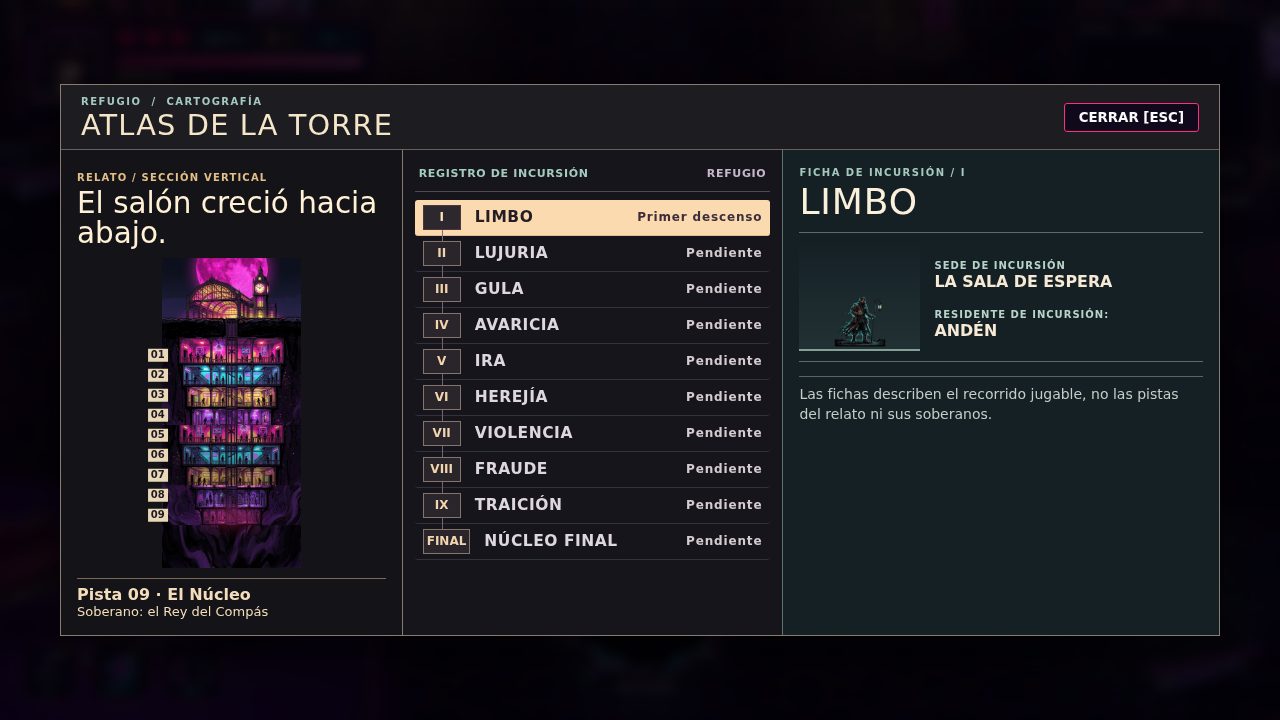 REFUGIO / CARTOGRAFÍA
ATLAS DE LA TORRE
CERRAR [ESC]
RELATO / SECCIÓN VERTICAL
El salón creció hacia
abajo.
01
02
03
04
05
06
07
08
09
Pista 09 · El Núcleo
Soberano: el Rey del Compás
REGISTRO DE INCURSIÓN REFUGIO
I LIMBO Primer descenso
II LUJURIA Pendiente
III GULA Pendiente
IV AVARICIA Pendiente
V IRA Pendiente
VI HEREJÍA Pendiente
VII VIOLENCIA Pendiente
VIII FRAUDE Pendiente
IX TRAICIÓN Pendiente
FINAL NÚCLEO FINAL Pendiente
FICHA DE INCURSIÓN / I
LIMBO
SEDE DE INCURSIÓN
LA SALA DE ESPERA
RESIDENTE DE INCURSIÓN:
ANDÉN
Las fichas describen el recorrido jugable, no las pistas
del relato ni sus soberanos.